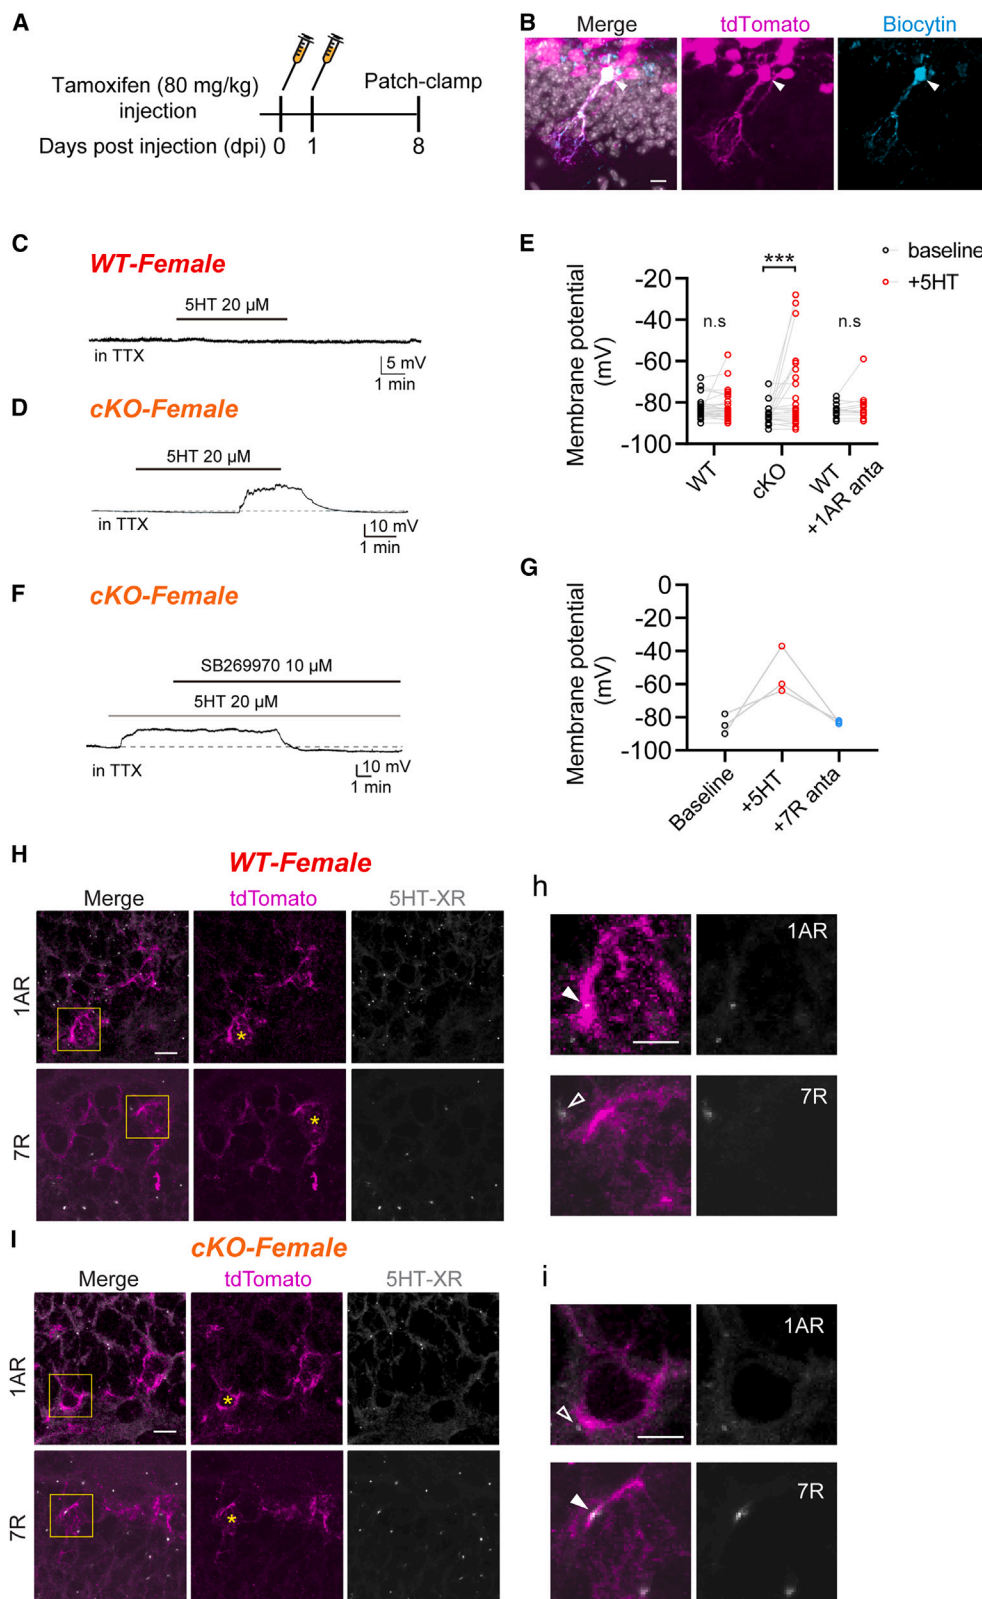 A
Tamoxifen (80 mg/kg)
injection
Patch-clamp
Days post injection (dpi) 0 1 8
B
Merge tdTomato Biocytin
C
WT-Female
5HT 20 µM
in TTX
5 mV
1 min
D
cKO-Female
5HT 20 µM
in TTX
10 mV
1 min
E
baseline
+5HT
Membrane potential
(mV)
-20
-40
-60
-80
-100
n.s
***
n.s
WT
cKO
WT
+1AR anta
F
cKO-Female
SB269970 10 µM
5HT 20 µM
in TTX
10 mV
1 min
G
Membrane potential
(mV)
0
-20
-40
-60
-80
-100
Baseline
+5HT
+7R anta
H
WT-Female
Merge tdTomato 5HT-XR
1AR
*
7R
*
h
1AR
7R
I
cKO-Female
Merge tdTomato 5HT-XR
1AR
*
7R
*
i
1AR
7R